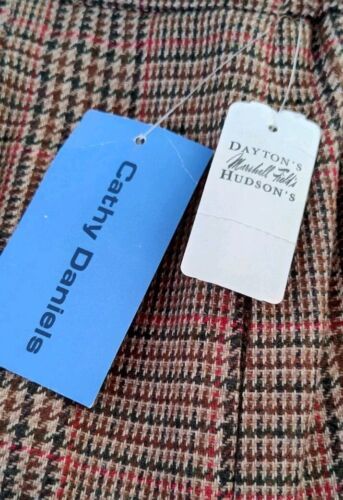 Cathy Daniels
DAYTON'S
Marshall Field's
HUDSON'S